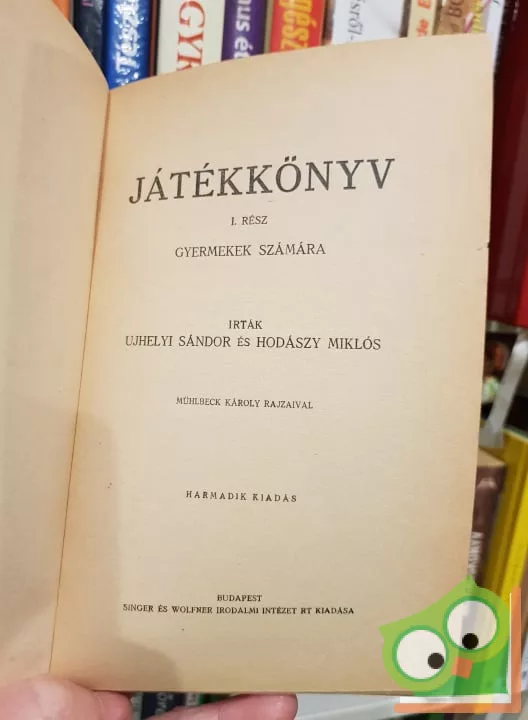 JÁTÉKKÖNYV
I. RÉSZ
GYERMEKEK SZÁMÁRA
IRTÁK
UJHELYI SÁNDOR ÉS HODÁSZY MIKLÓS
MÜHLBECK KÁROLY RAJZAIVAL
HARMADIK KIADÁS
BUDAPEST
SINGER ÉS WOLFNER IRODALMI INTÉZET RT KIADÁSA